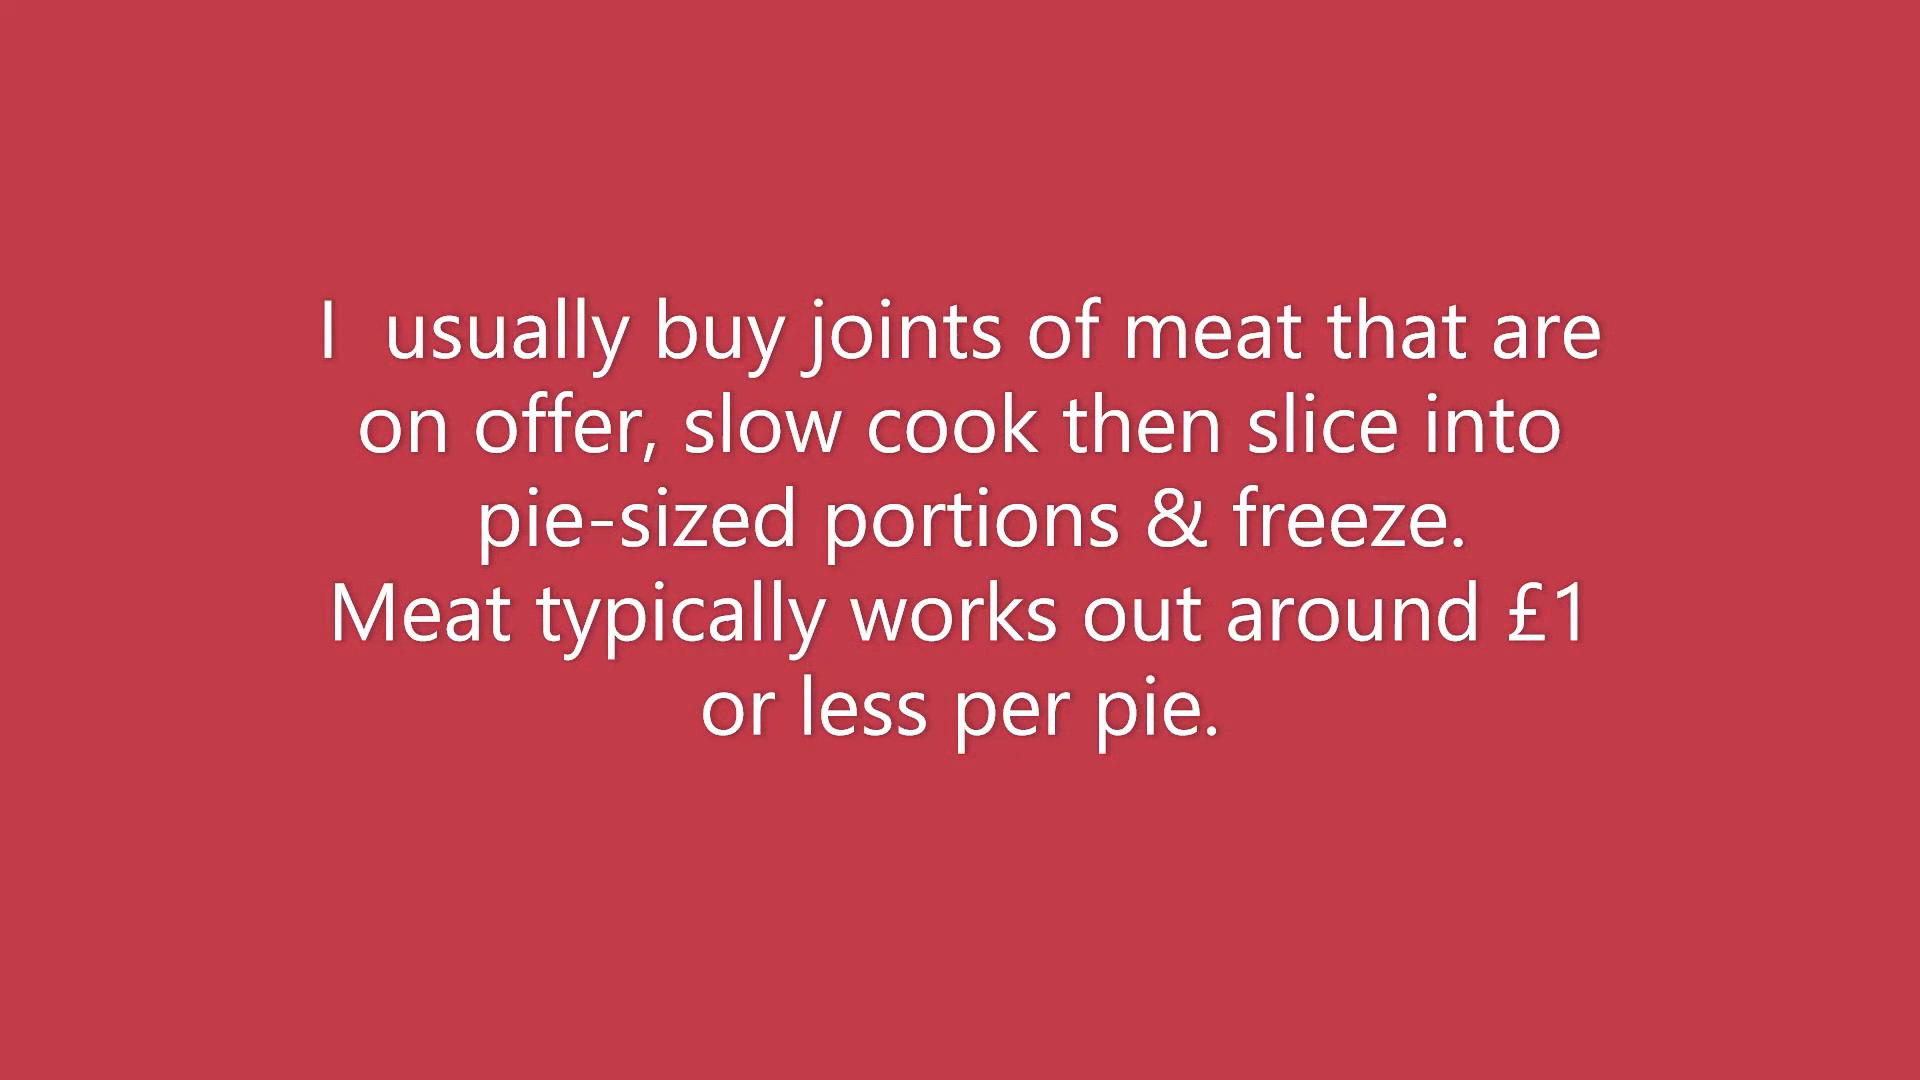 I  usually buy joints of meat that are
on offer, slow cook then slice into
pie-sized portions & freeze.
Meat typically works out around £1
or less per pie.